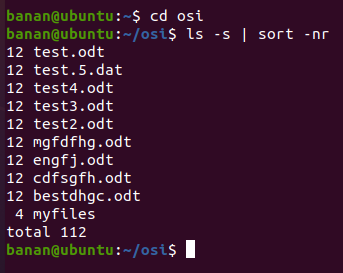 banan@ubuntu:~$ cd osi
banan@ubuntu:~/osi$ ls -s | sort -nr
12 test.odt
12 test.5.dat
12 test4.odt
12 test3.odt
12 test2.odt
12 mgfdfhg.odt
12 engfj.odt
12 cdfsgfh.odt
12 bestdhgc.odt
 4 myfiles
total 112
banan@ubuntu:~/osi$